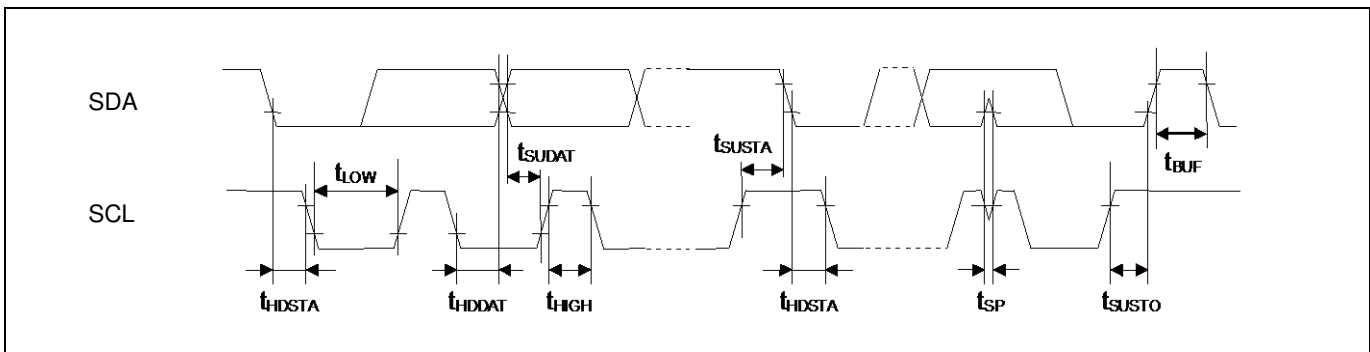 SDA
tSUDAT
tSUSTA
tBUF
tLOW
SCL
tHDSTA
tHDDAT
tHIGH
tHDSTA
tSP
tSUSTO